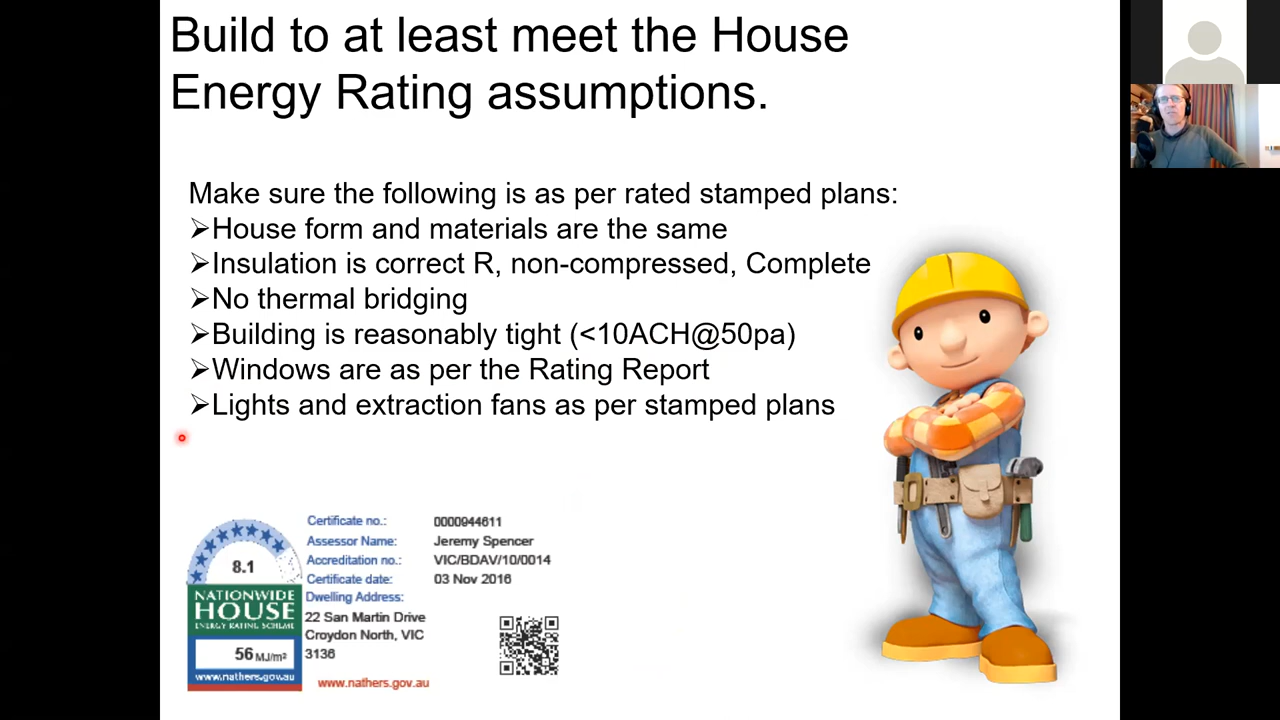 Build to at least meet the House
Energy Rating assumptions.
Make sure the following is as per rated stamped plans:
➢House form and materials are the same
➢Insulation is correct R, non-compressed, Complete
➢No thermal bridging
➢Building is reasonably tight (<10ACH@50pa)
➢Windows are as per the Rating Report
➢Lights and extraction fans as per stamped plans
8.1
NATIONWIDE
HOUSE
ENERGY RATING SCHEME
56 MJ/m²
www.nathers.gov.au
Certificate no.: 0000944611
Assessor Name: Jeremy Spencer
Accreditation no.: VIC/BDAV/10/0014
Certificate date: 03 Nov 2016
Dwelling Address:
22 San Martin Drive
Croydon North, VIC
3136
www.nathers.gov.au